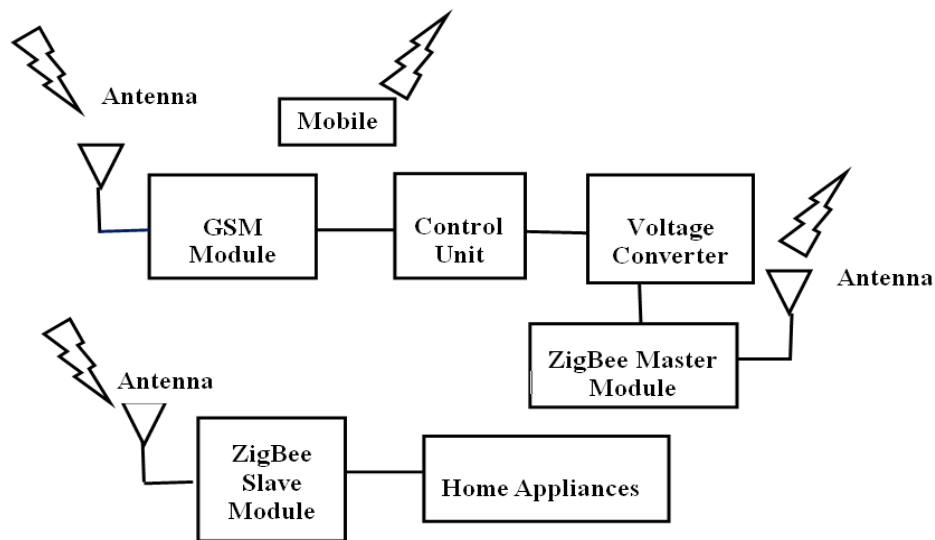 Antenna
Mobile
GSM
Module
Control
Unit
Voltage
Converter
Antenna
ZigBee Master
Module
Antenna
ZigBee
Slave
Module
Home Appliances